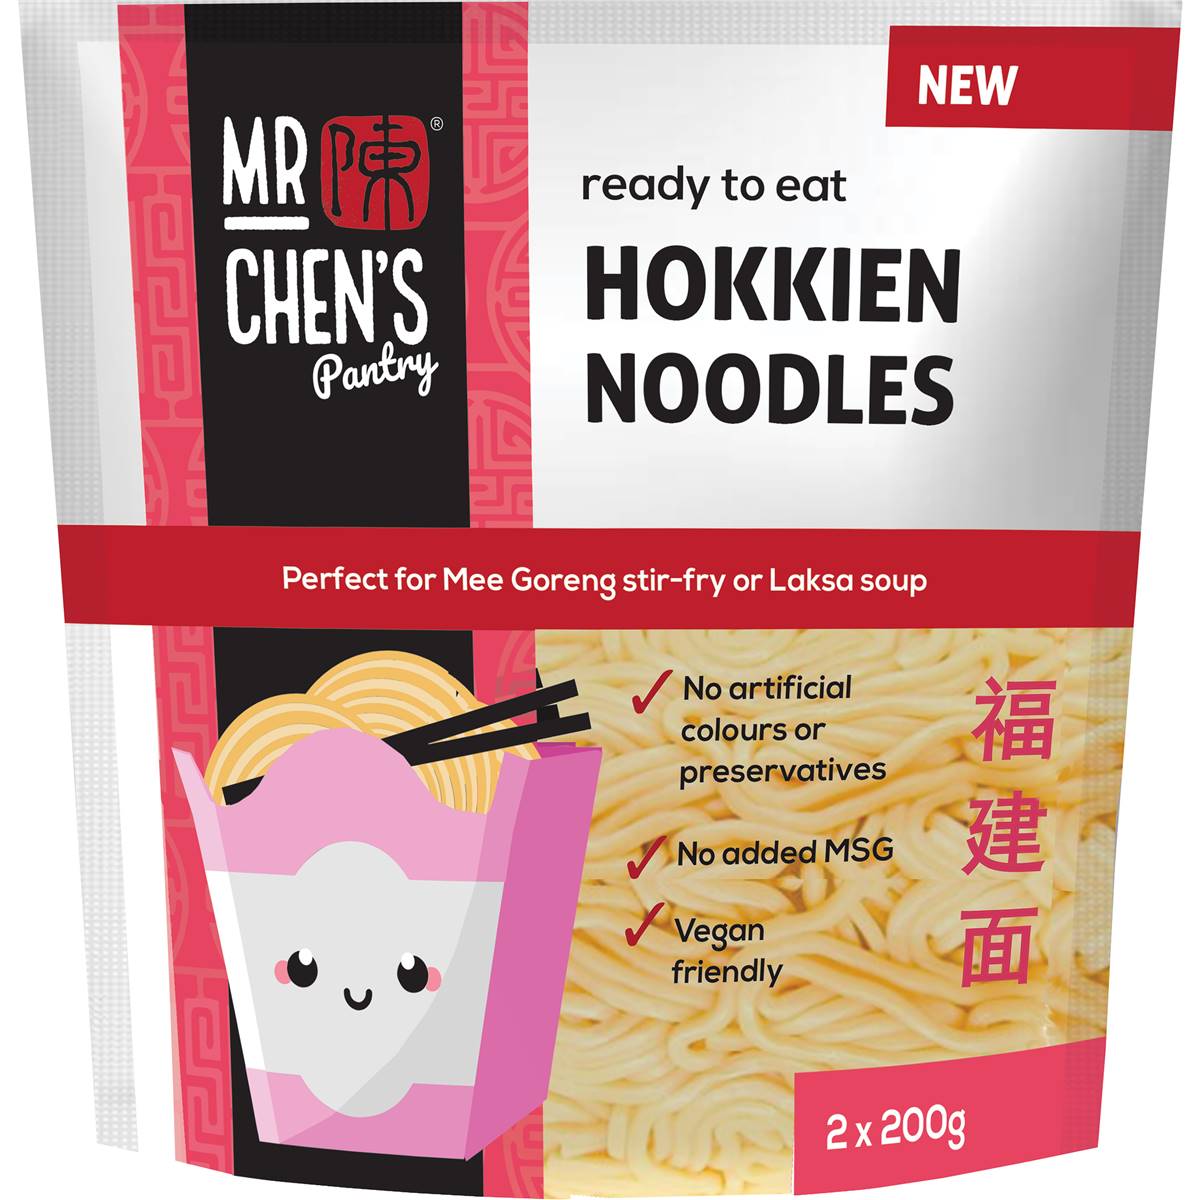 MR 陳®
CHEN'S
Pantry
NEW
ready to eat
HOKKIEN
NOODLES
Perfect for Mee Goreng stir-fry or Laksa soup
✓ No artificial
colours or
preservatives
✓ No added MSG
✓ Vegan
friendly
福
建
面
2 x 200g